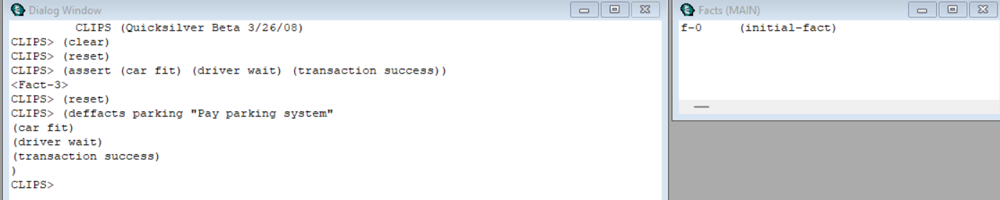 Dialog Window
CLIPS (Quicksilver Beta 3/26/08)
CLIPS> (clear)
CLIPS> (reset)
CLIPS> (assert (car fit) (driver wait) (transaction success))
<Fact-3>
CLIPS> (reset)
CLIPS> (deffacts parking "Pay parking system"
(car fit)
(driver wait)
(transaction success)
)
CLIPS>
Facts (MAIN)
f-0 (initial-fact)